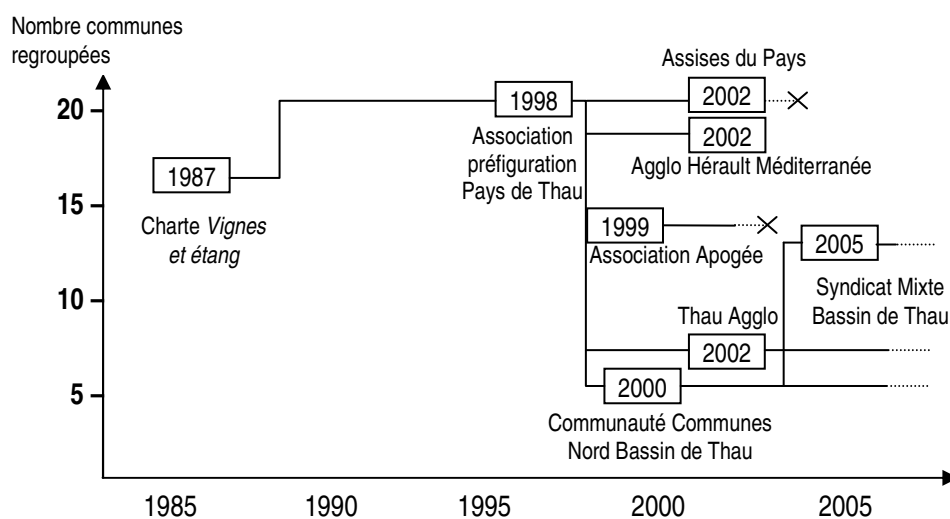 Nombre communes
regroupées
20
15
10
5
1987
Charte Vignes
et étang
1998
Association
préfiguration
Pays de Thau
Assises du Pays
2002
2002
Agglo Hérault Méditerranée
1999
Association Apogée
2005
Syndicat Mixte
Bassin de Thau
Thau Agglo
2002
2000
Communauté Communes
Nord Bassin de Thau
1985
1990
1995
2000
2005